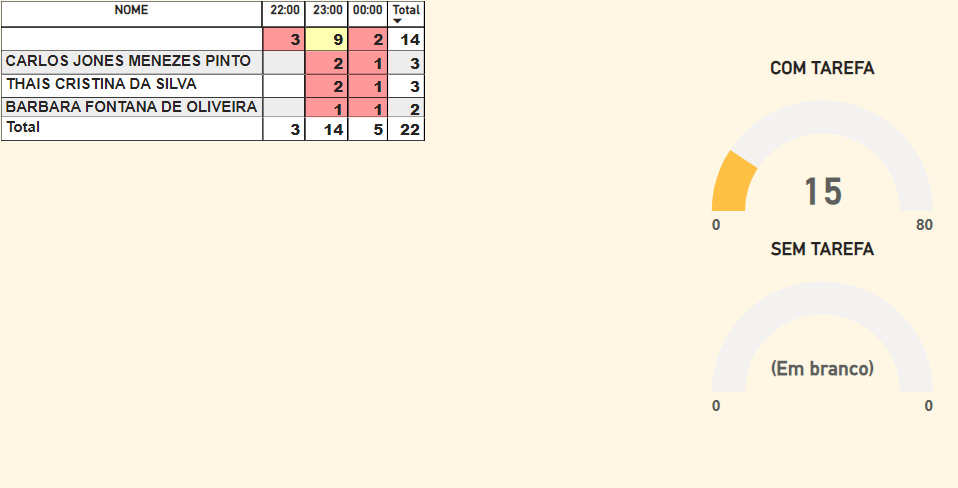 NOME 22:00 23:00 00:00 Total
3 9 2 14
CARLOS JONES MENEZES PINTO 2 1 3
THAIS CRISTINA DA SILVA 2 1 3
BARBARA FONTANA DE OLIVEIRA 1 1 2
Total 3 14 5 22
COM TAREFA
15
0 80
SEM TAREFA
(Em branco)
0 0